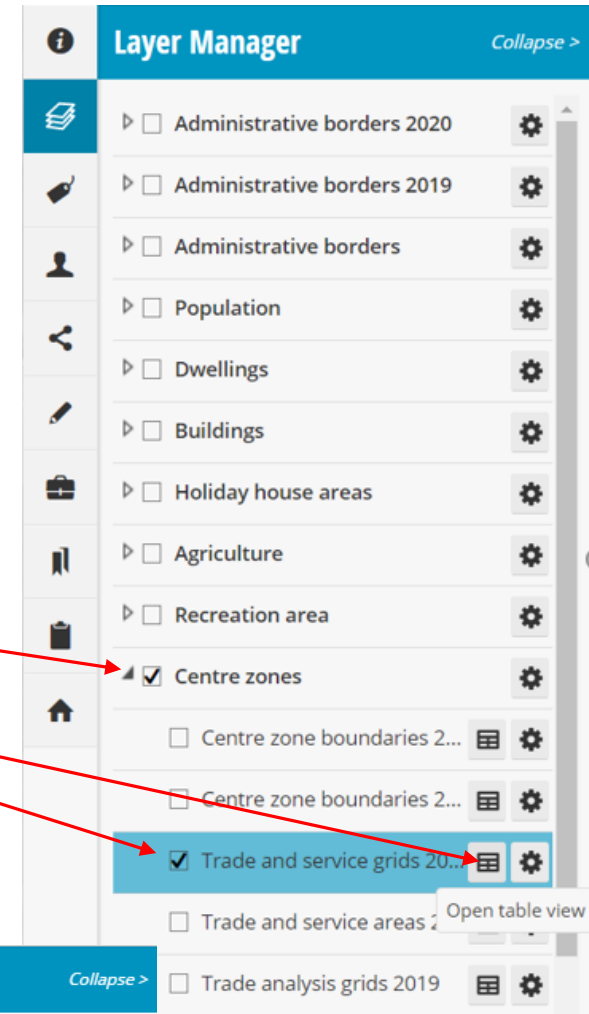 Layer Manager Collapse >
Administrative borders 2020
Administrative borders 2019
Administrative borders
Population
Dwellings
Buildings
Holiday house areas
Agriculture
Recreation area
Centre zones
Centre zone boundaries 2...
Centre zone boundaries 2...
Trade and service grids 20...
Open table view
Trade and service areas 2
Collapse >
Trade analysis grids 2019